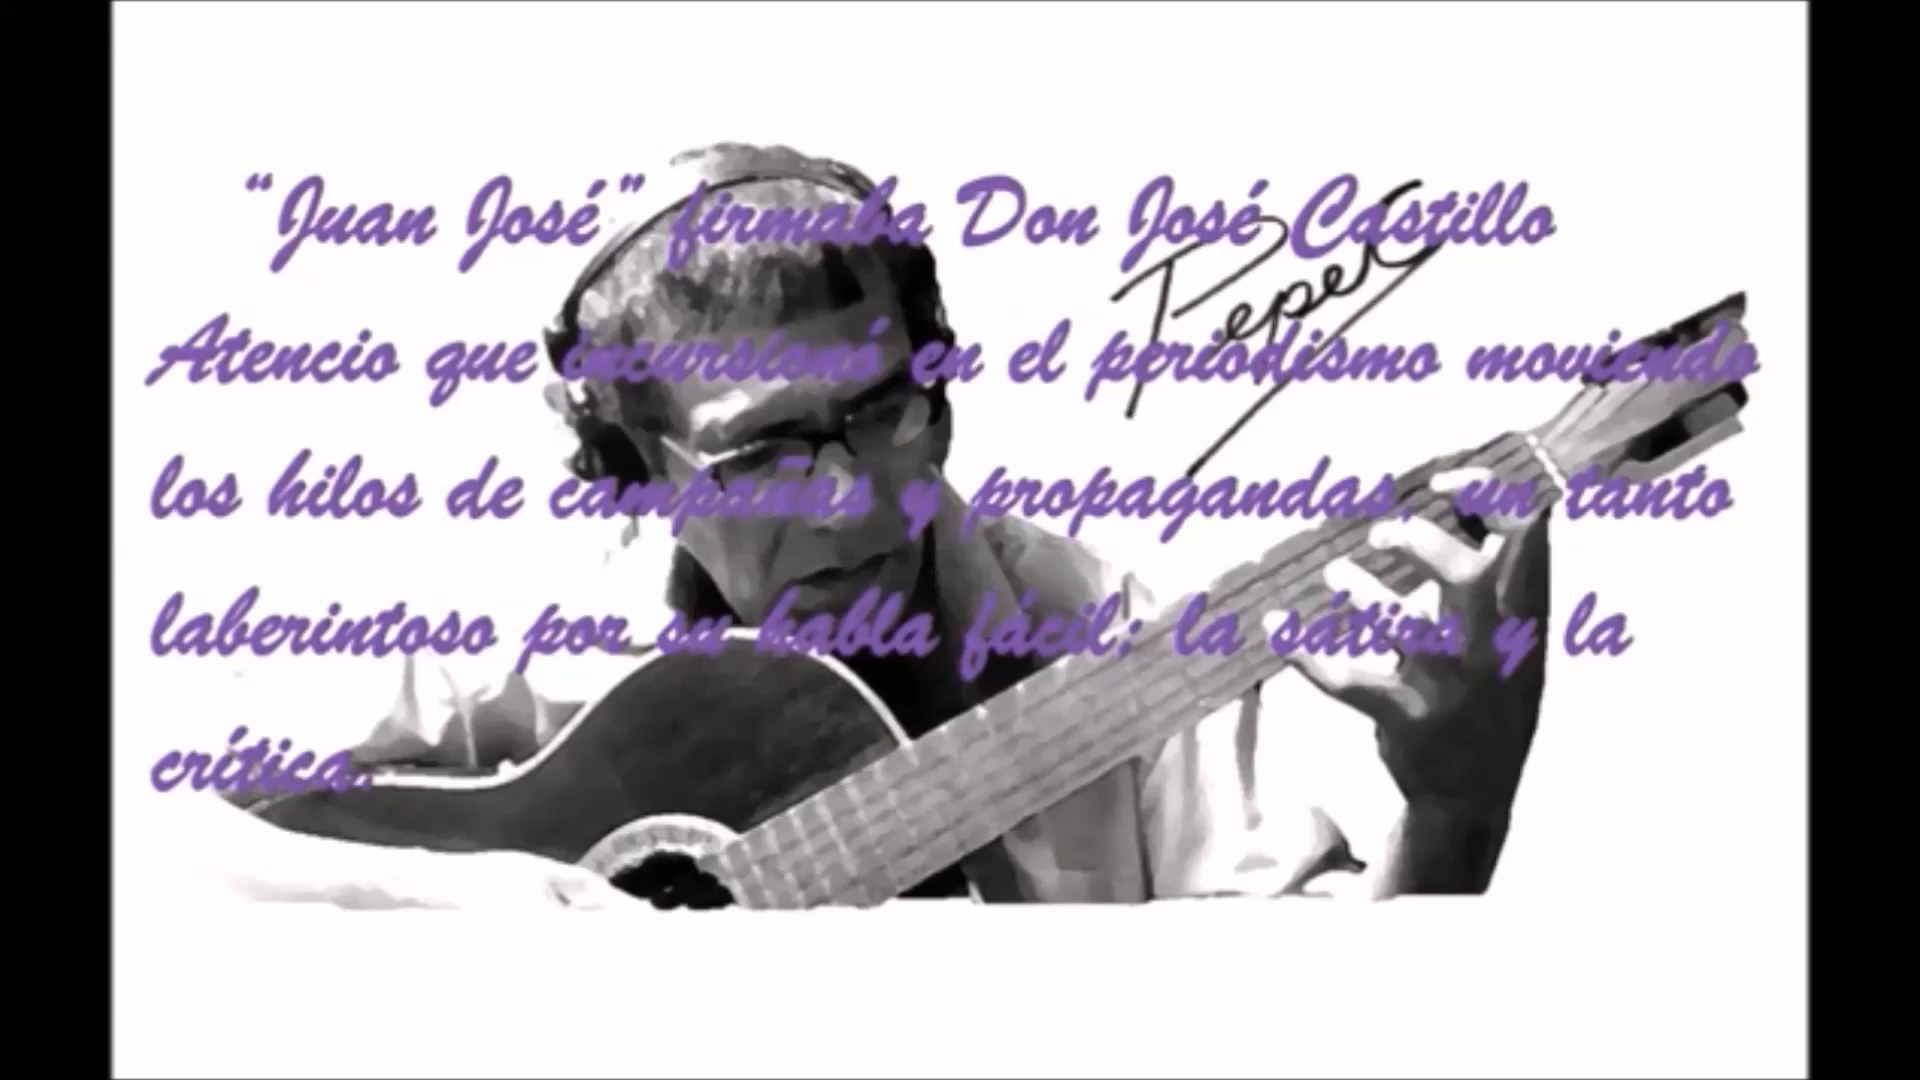 “Juan José” firmaba Don José Castillo
Atencio que incursionó en el periodismo moviendo
los hilos de campañas y propagandas, un tanto
laberintoso por su habla fácil; la sátira y la
crítica.